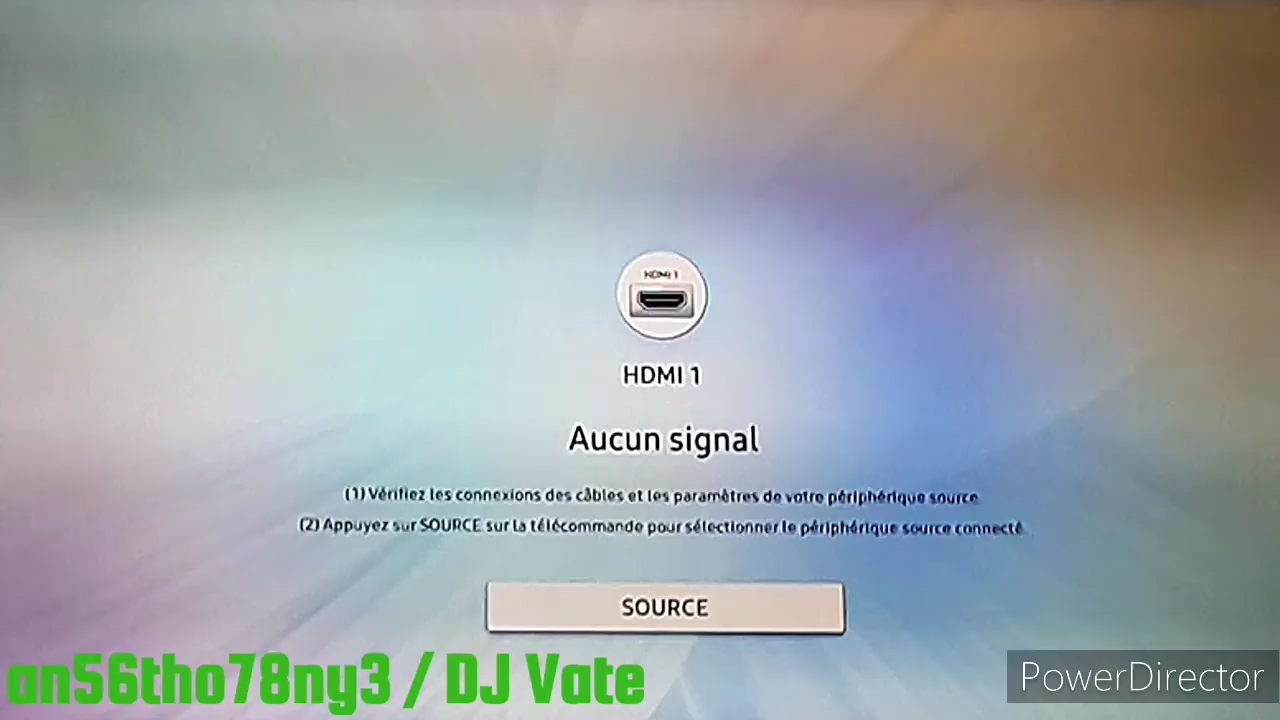 HDMI 1
HDMI 1
Aucun signal
(1) Vérifiez les connexions des câbles et les paramètres de votre périphérique source
(2) Appuyez sur SOURCE sur la télécommande pour sélectionner le périphérique source connecté
SOURCE
an56tho78ny3 / DJ Vate
PowerDirector